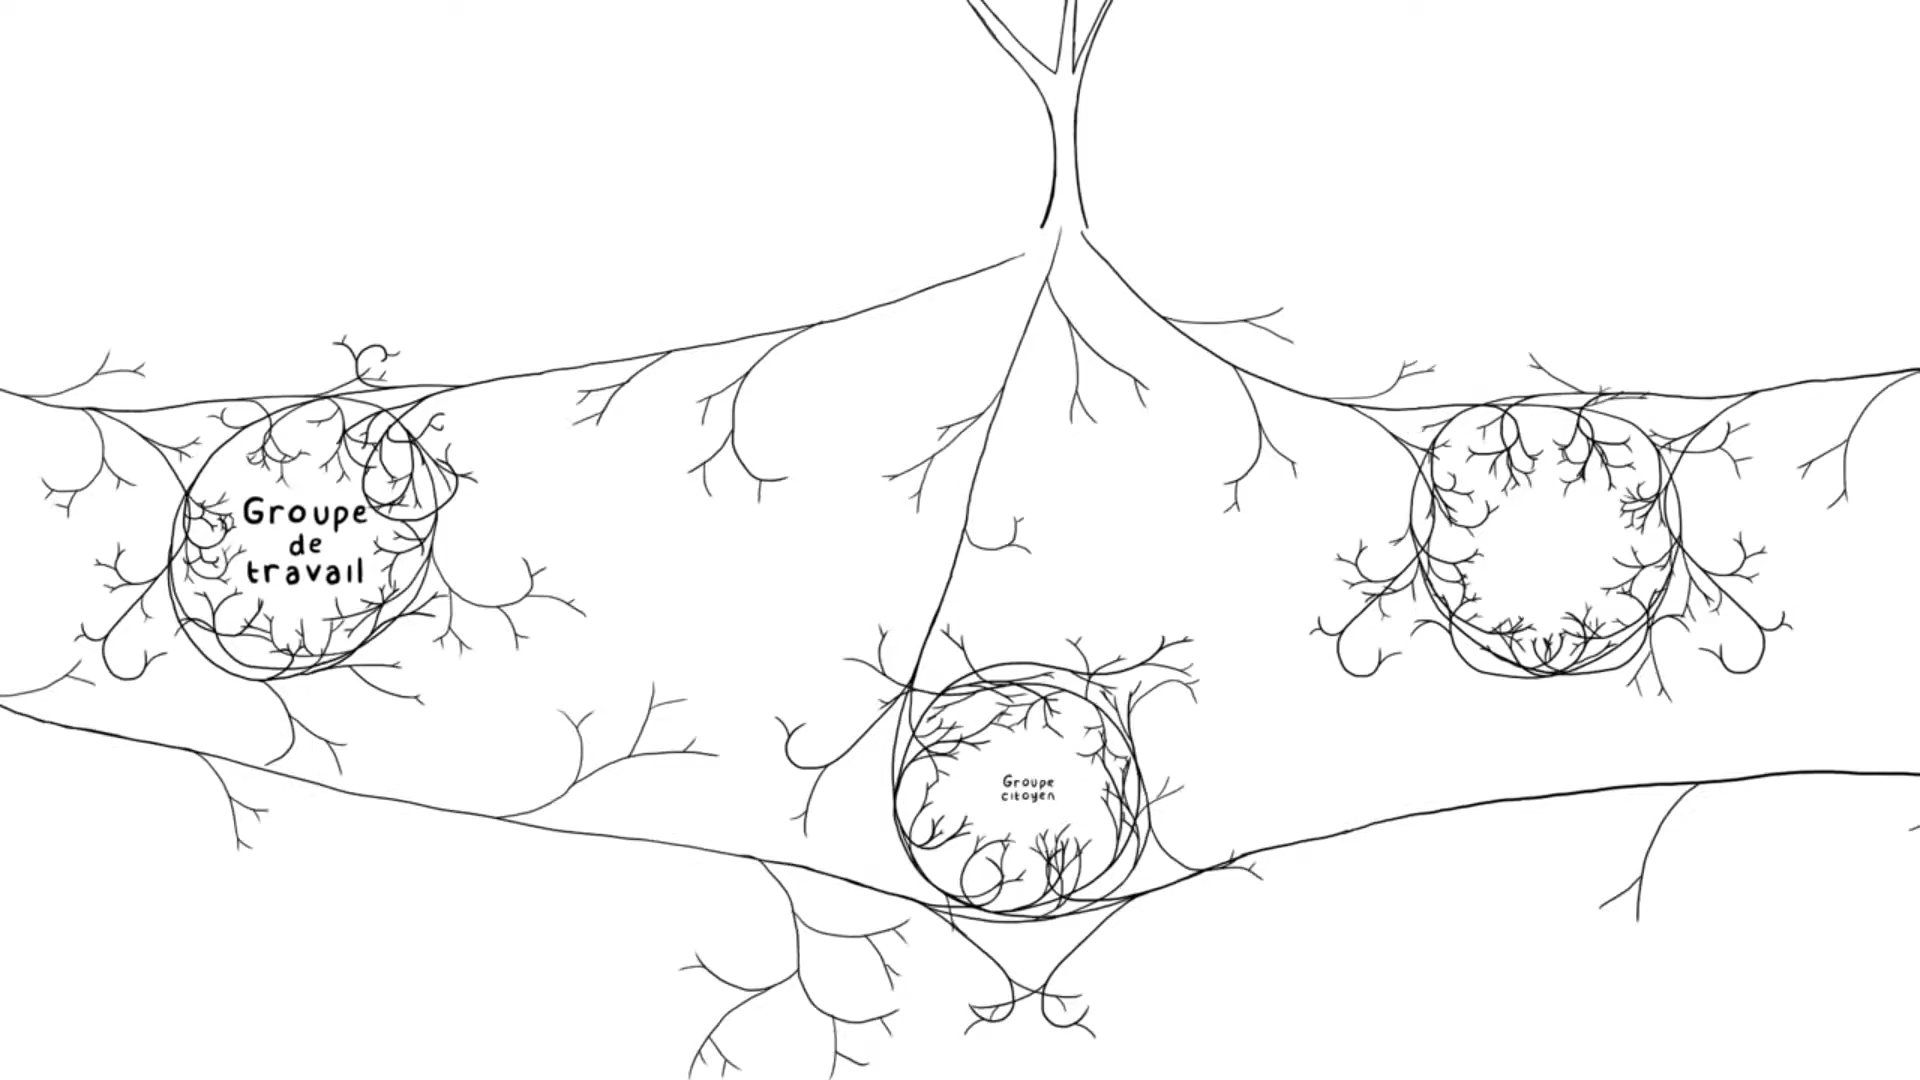 Groupe
de
travail
Groupe
citoyen